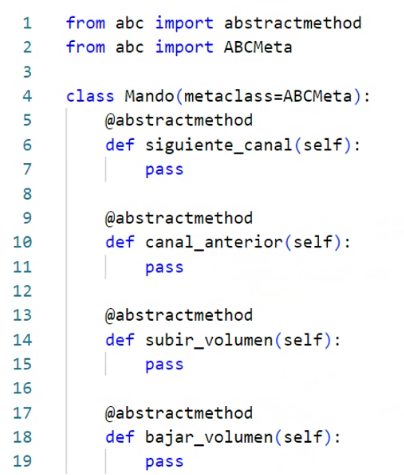 1 from abc import abstractmethod
2 from abc import ABCMeta
3
4 class Mando(metaclass=ABCMeta):
5     @abstractmethod
6     def siguiente_canal(self):
7         pass
8
9     @abstractmethod
10     def canal_anterior(self):
11         pass
12
13     @abstractmethod
14     def subir_volumen(self):
15         pass
16
17     @abstractmethod
18     def bajar_volumen(self):
19         pass